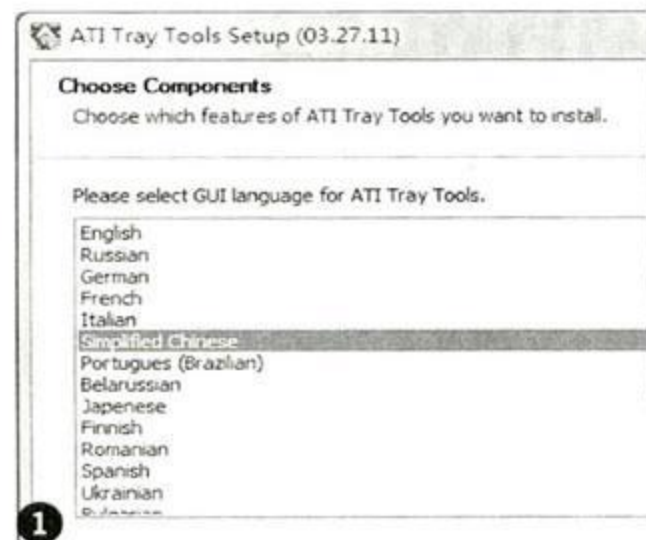 ATI Tray Tools Setup (03.27.11)
Choose Components
Choose which features of ATI Tray Tools you want to install.
Please select GUI language for ATI Tray Tools.
English
Russian
German
French
Italian
Simplified Chinese
Portugues (Brazilian)
Belarussian
Japenese
Finnish
Romanian
Spanish
Ukrainian
1